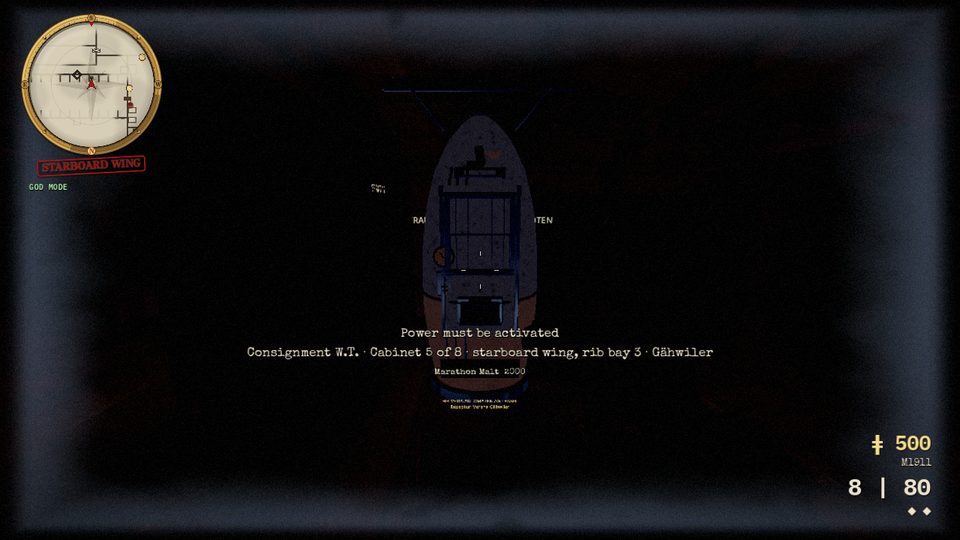 STARBOARD WING
GOD MODE
Power must be activated
Consignment W.T. · Cabinet 5 of 8 · starboard wing, rib bay 3 · Gähwiler
Marathon Malt 2000
500
M1911
8 | 80